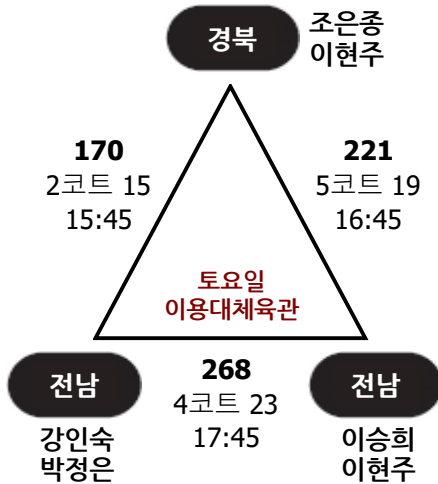 경북
조은종
이현주
170
2코트 15
15:45
221
5코트 19
16:45
토요일
이용대체육관
전남
강인숙
박정은
268
4코트 23
17:45
전남
이승희
이현주